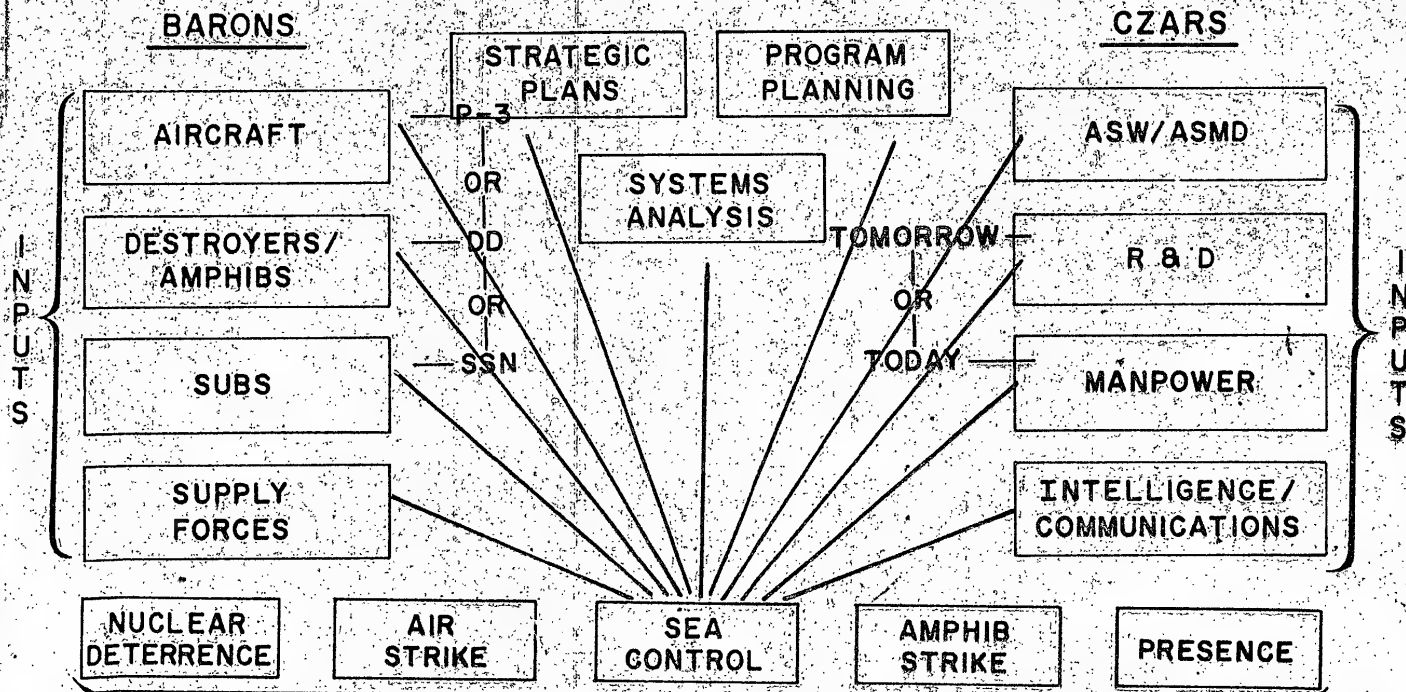 BARONS
CZARS
STRATEGIC
PLANS
PROGRAM
PLANNING
SYSTEMS
ANALYSIS
INPUTS
AIRCRAFT
DESTROYERS/
AMPHIBS
SUBS
SUPPLY
FORCES
P-3
OR
DD
OR
SSN
TOMORROW
OR
TODAY
ASW/ASMD
R & D
MANPOWER
INTELLIGENCE/
COMMUNICATIONS
INPUTS
NUCLEAR
DETERRENCE
AIR
STRIKE
SEA
CONTROL
AMPHIB
STRIKE
PRESENCE